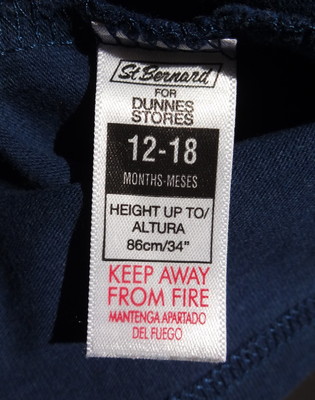 St Bernard
FOR
DUNNES
STORES
12-18
MONTHS-MESES
HEIGHT UP TO/
ALTURA
86cm/34"
KEEP AWAY
FROM FIRE
MANTENGA APARTADO
DEL FUEGO